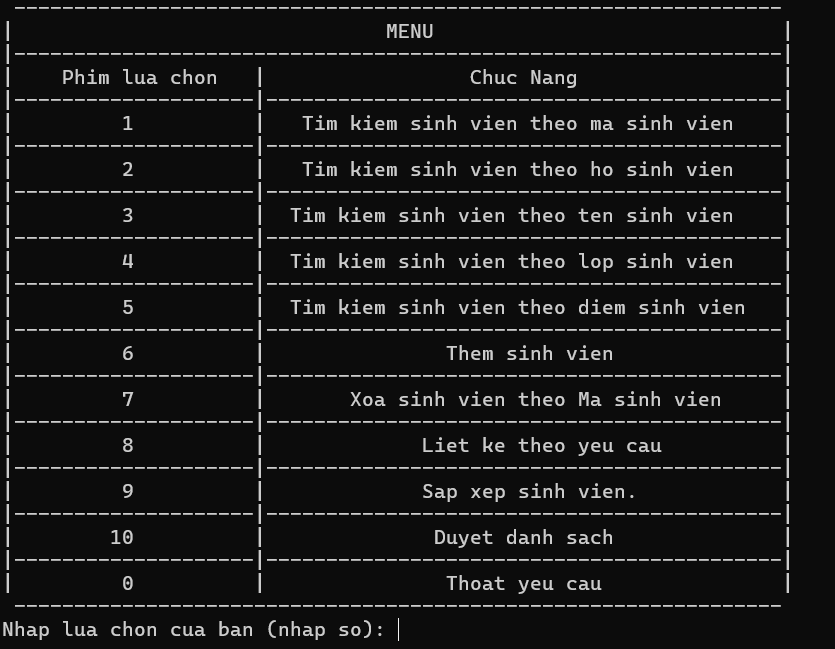 MENU
Phim lua chon | Chuc Nang
1 | Tim kiem sinh vien theo ma sinh vien
2 | Tim kiem sinh vien theo ho sinh vien
3 | Tim kiem sinh vien theo ten sinh vien
4 | Tim kiem sinh vien theo lop sinh vien
5 | Tim kiem sinh vien theo diem sinh vien
6 | Them sinh vien
7 | Xoa sinh vien theo Ma sinh vien
8 | Liet ke theo yeu cau
9 | Sap xep sinh vien.
10 | Duyet danh sach
0 | Thoat yeu cau
Nhap lua chon cua ban (nhap so):